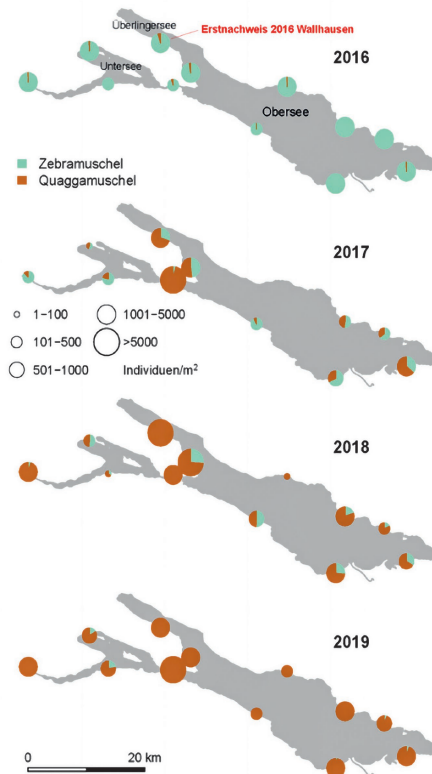 Überlingersee
Erstnachweis 2016 Wallhausen
2016
Untersee
Obersee
Zebramuschel
Quaggamuschel
2017
1–100
1001–5000
101–500
>5000
501–1000
Individuen/m²
2018
2019
0
20 km